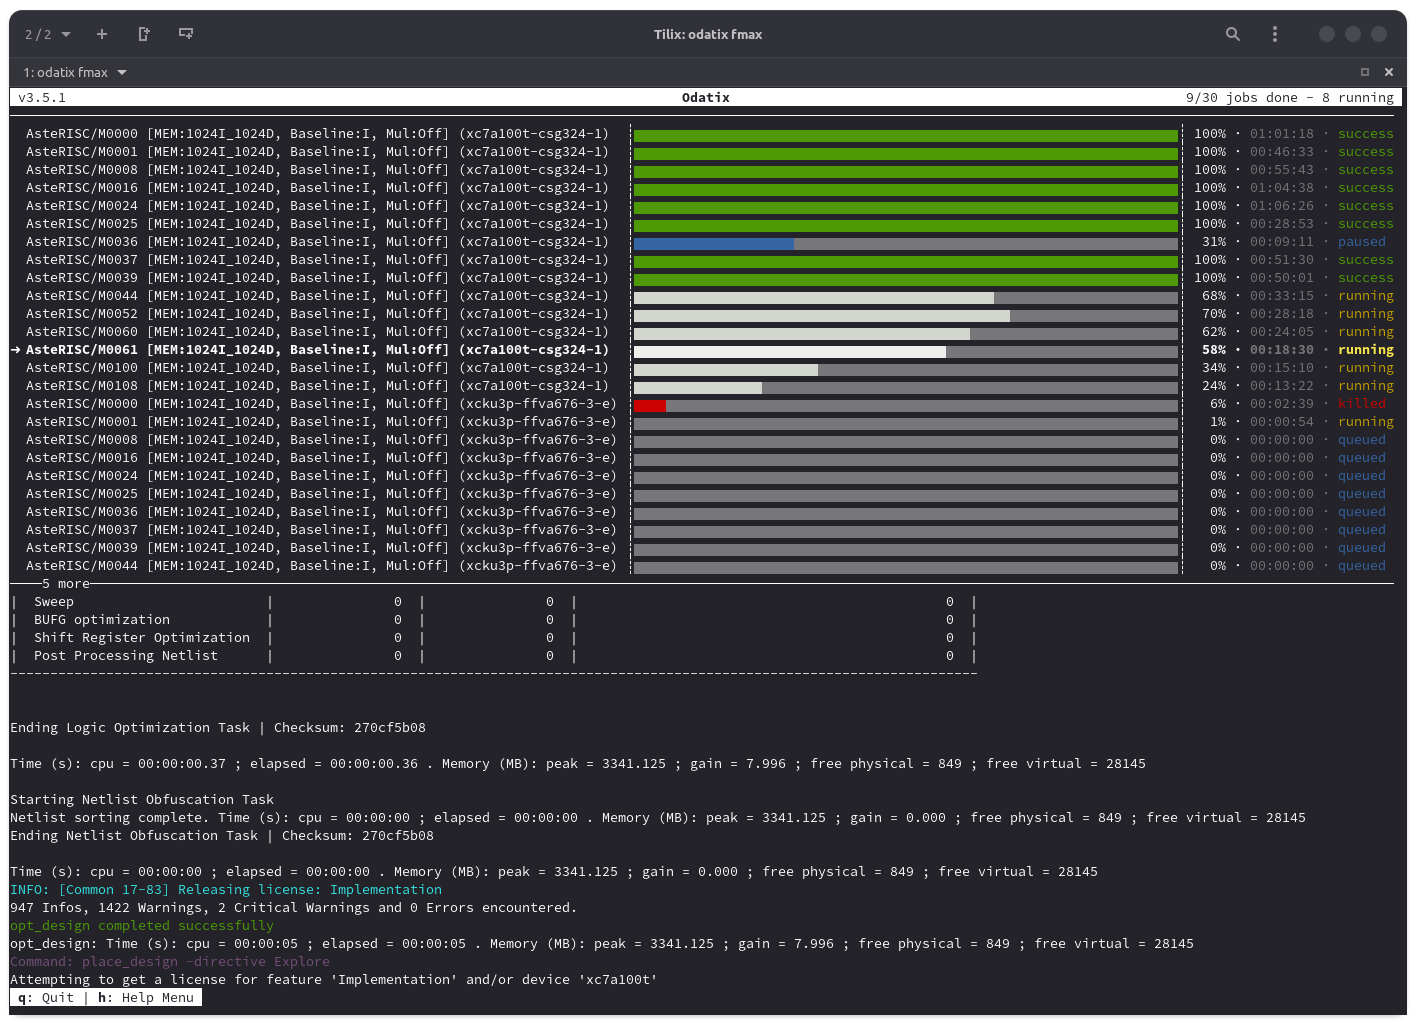 2 / 2
Tilix: odatix fmax
1: odatix fmax
v3.5.1 Odatix 9/30 jobs done - 8 running
AsteRISC/M0000 [MEM:1024I_1024D, Baseline:I, Mul:Off] (xc7a100t-csg324-1) 100% · 01:01:18 · success
AsteRISC/M0001 [MEM:1024I_1024D, Baseline:I, Mul:Off] (xc7a100t-csg324-1) 100% · 00:46:33 · success
AsteRISC/M0008 [MEM:1024I_1024D, Baseline:I, Mul:Off] (xc7a100t-csg324-1) 100% · 00:55:43 · success
AsteRISC/M0016 [MEM:1024I_1024D, Baseline:I, Mul:Off] (xc7a100t-csg324-1) 100% · 01:04:38 · success
AsteRISC/M0024 [MEM:1024I_1024D, Baseline:I, Mul:Off] (xc7a100t-csg324-1) 100% · 01:06:26 · success
AsteRISC/M0025 [MEM:1024I_1024D, Baseline:I, Mul:Off] (xc7a100t-csg324-1) 100% · 00:28:53 · success
AsteRISC/M0036 [MEM:1024I_1024D, Baseline:I, Mul:Off] (xc7a100t-csg324-1) 31% · 00:09:11 · paused
AsteRISC/M0037 [MEM:1024I_1024D, Baseline:I, Mul:Off] (xc7a100t-csg324-1) 100% · 00:51:30 · success
AsteRISC/M0039 [MEM:1024I_1024D, Baseline:I, Mul:Off] (xc7a100t-csg324-1) 100% · 00:50:01 · success
AsteRISC/M0044 [MEM:1024I_1024D, Baseline:I, Mul:Off] (xc7a100t-csg324-1) 68% · 00:33:15 · running
AsteRISC/M0052 [MEM:1024I_1024D, Baseline:I, Mul:Off] (xc7a100t-csg324-1) 70% · 00:28:18 · running
AsteRISC/M0060 [MEM:1024I_1024D, Baseline:I, Mul:Off] (xc7a100t-csg324-1) 62% · 00:24:05 · running
→ AsteRISC/M0061 [MEM:1024I_1024D, Baseline:I, Mul:Off] (xc7a100t-csg324-1) 58% · 00:18:30 · running
AsteRISC/M0100 [MEM:1024I_1024D, Baseline:I, Mul:Off] (xc7a100t-csg324-1) 34% · 00:15:10 · running
AsteRISC/M0108 [MEM:1024I_1024D, Baseline:I, Mul:Off] (xc7a100t-csg324-1) 24% · 00:13:22 · running
AsteRISC/M0000 [MEM:1024I_1024D, Baseline:I, Mul:Off] (xcku3p-ffva676-3-e) 6% · 00:02:39 · killed
AsteRISC/M0001 [MEM:1024I_1024D, Baseline:I, Mul:Off] (xcku3p-ffva676-3-e) 1% · 00:00:54 · running
AsteRISC/M0008 [MEM:1024I_1024D, Baseline:I, Mul:Off] (xcku3p-ffva676-3-e) 0% · 00:00:00 · queued
AsteRISC/M0016 [MEM:1024I_1024D, Baseline:I, Mul:Off] (xcku3p-ffva676-3-e) 0% · 00:00:00 · queued
AsteRISC/M0024 [MEM:1024I_1024D, Baseline:I, Mul:Off] (xcku3p-ffva676-3-e) 0% · 00:00:00 · queued
AsteRISC/M0025 [MEM:1024I_1024D, Baseline:I, Mul:Off] (xcku3p-ffva676-3-e) 0% · 00:00:00 · queued
AsteRISC/M0036 [MEM:1024I_1024D, Baseline:I, Mul:Off] (xcku3p-ffva676-3-e) 0% · 00:00:00 · queued
AsteRISC/M0037 [MEM:1024I_1024D, Baseline:I, Mul:Off] (xcku3p-ffva676-3-e) 0% · 00:00:00 · queued
AsteRISC/M0039 [MEM:1024I_1024D, Baseline:I, Mul:Off] (xcku3p-ffva676-3-e) 0% · 00:00:00 · queued
AsteRISC/M0044 [MEM:1024I_1024D, Baseline:I, Mul:Off] (xcku3p-ffva676-3-e) 0% · 00:00:00 · queued
5 more
| Sweep | 0 | 0 | 0 |
| BUFG optimization | 0 | 0 | 0 |
| Shift Register Optimization | 0 | 0 | 0 |
| Post Processing Netlist | 0 | 0 | 0 |
Ending Logic Optimization Task | Checksum: 270cf5b08
Time (s): cpu = 00:00:00.37 ; elapsed = 00:00:00.36 . Memory (MB): peak = 3341.125 ; gain = 7.996 ; free physical = 849 ; free virtual = 28145
Starting Netlist Obfuscation Task
Netlist sorting complete. Time (s): cpu = 00:00:00 ; elapsed = 00:00:00 . Memory (MB): peak = 3341.125 ; gain = 0.000 ; free physical = 849 ; free virtual = 28145
Ending Netlist Obfuscation Task | Checksum: 270cf5b08
Time (s): cpu = 00:00:00 ; elapsed = 00:00:00 . Memory (MB): peak = 3341.125 ; gain = 0.000 ; free physical = 849 ; free virtual = 28145
INFO: [Common 17-83] Releasing license: Implementation
947 Infos, 1422 Warnings, 2 Critical Warnings and 0 Errors encountered.
opt_design completed successfully
opt_design: Time (s): cpu = 00:00:05 ; elapsed = 00:00:05 . Memory (MB): peak = 3341.125 ; gain = 7.996 ; free physical = 849 ; free virtual = 28145
Command: place_design -directive Explore
Attempting to get a license for feature 'Implementation' and/or device 'xc7a100t'
q: Quit | h: Help Menu